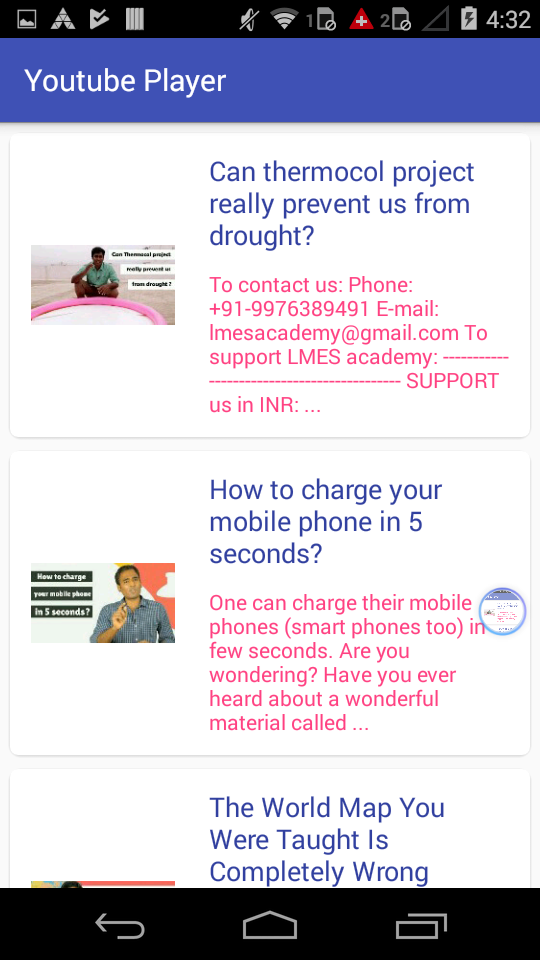 1 2 4:32
Youtube Player
Can thermocol project
really prevent us from
drought?
Can Thermocol project
really prevent us
from drought ?
To contact us: Phone:
+91-9976389491 E-mail:
lmesacademy@gmail.com To
support LMES academy: -----------
-------------------------------- SUPPORT
us in INR: ...
How to charge your
mobile phone in 5
seconds?
How to charge
your mobile phone
in 5 seconds?
One can charge their mobile
phones (smart phones too) in
few seconds. Are you
wondering? Have you ever
heard about a wonderful
material called ...
The World Map You
Were Taught Is
Completely Wrong